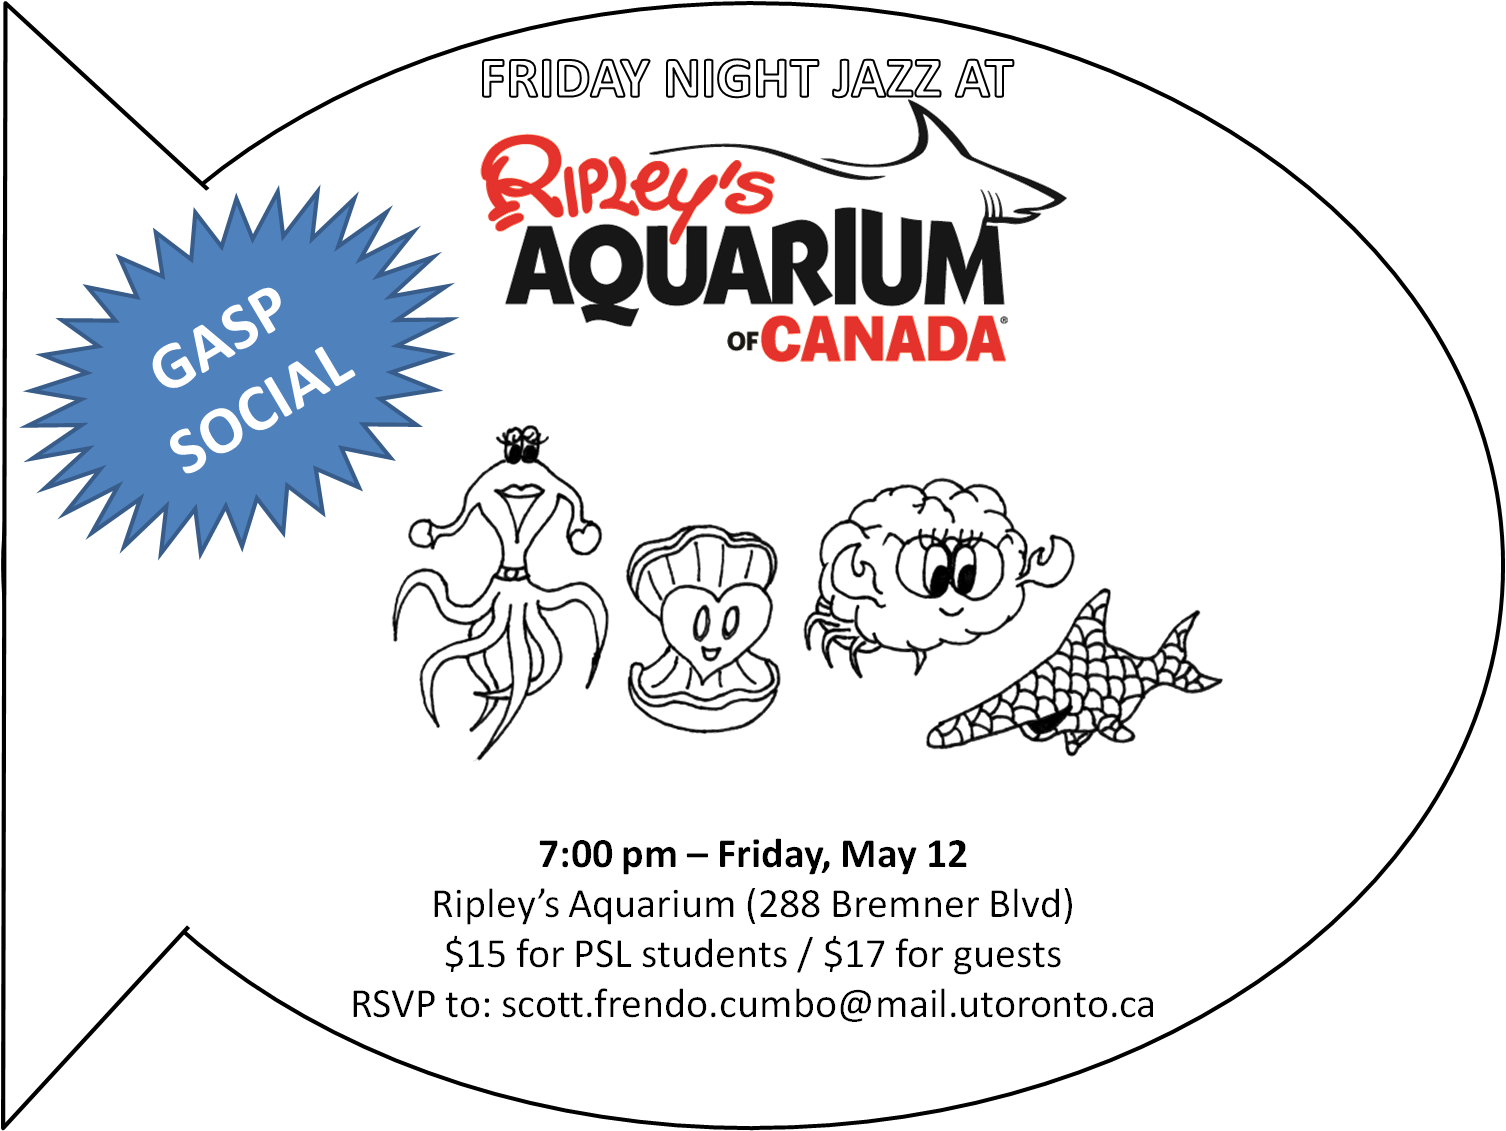 FRIDAY NIGHT JAZZ AT
Ripley's
AQUARIUM
OF CANADA®
GASP
SOCIAL
7:00 pm – Friday, May 12
Ripley’s Aquarium (288 Bremner Blvd)
$15 for PSL students / $17 for guests
RSVP to: scott.frendo.cumbo@mail.utoronto.ca